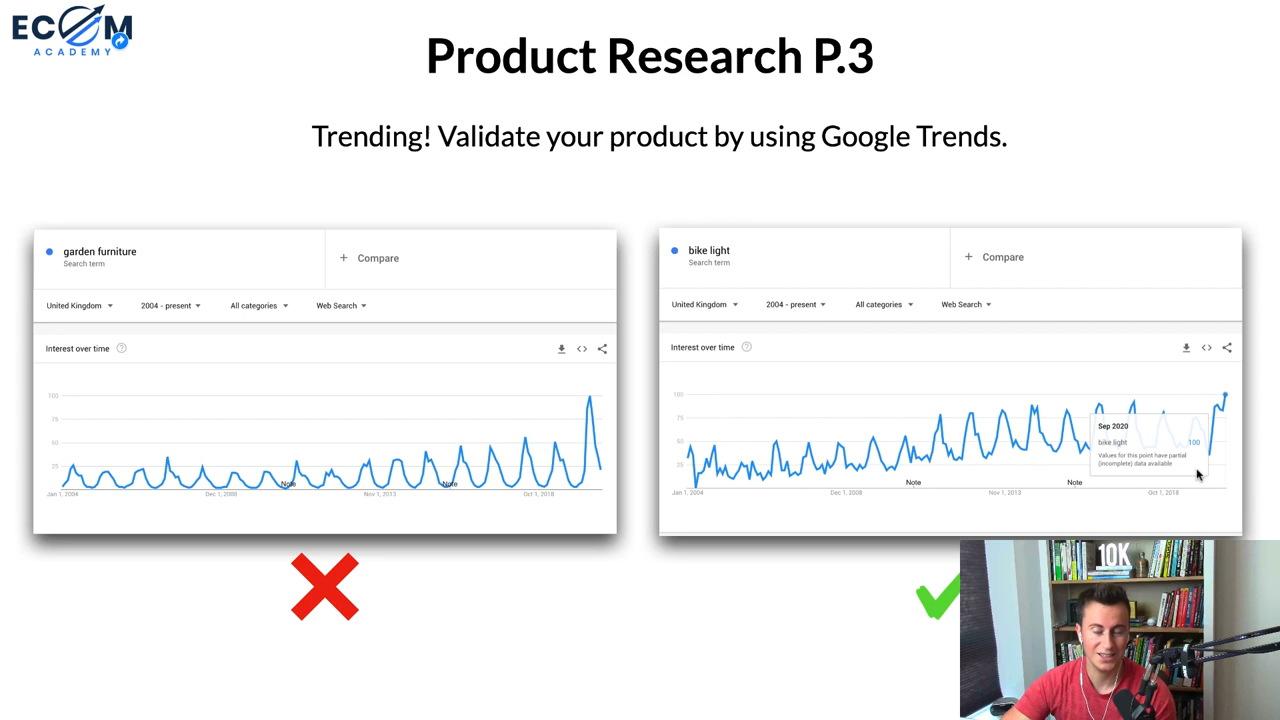 ECOM
ACADEMY
Product Research P.3
Trending! Validate your product by using Google Trends.
garden furniture
Search term
+ Compare
United Kingdom
2004 - present
All categories
Web Search
Interest over time
100
75
50
25
Note
Note
Jan 1, 2004
Dec 1, 2008
Nov 1, 2013
Oct 1, 2018
bike light
Search term
+ Compare
United Kingdom
2004 - present
All categories
Web Search
Interest over time
100
75
50
25
Sep 2020
bike light 100
Values for this point have partial
(incomplete) data available
Note
Note
Jan 1, 2004
Dec 1, 2008
Nov 1, 2013
Oct 1, 2018
10K